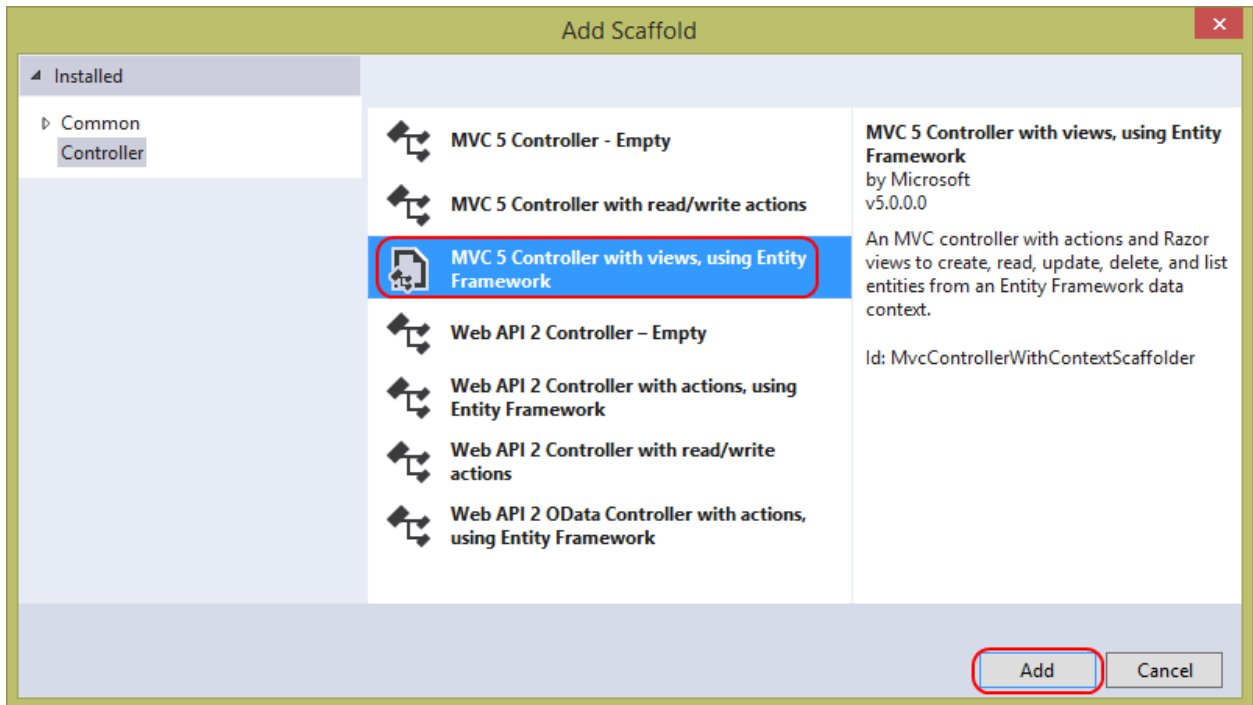 Add Scaffold
Installed
Common
Controller
MVC 5 Controller - Empty
MVC 5 Controller with read/write actions
MVC 5 Controller with views, using Entity
Framework
Web API 2 Controller – Empty
Web API 2 Controller with actions, using
Entity Framework
Web API 2 Controller with read/write
actions
Web API 2 OData Controller with actions,
using Entity Framework
MVC 5 Controller with views, using Entity
Framework
by Microsoft
v5.0.0.0
An MVC controller with actions and Razor
views to create, read, update, delete, and list
entities from an Entity Framework data
context.
Id: MvcControllerWithContextScaffolder
Add
Cancel